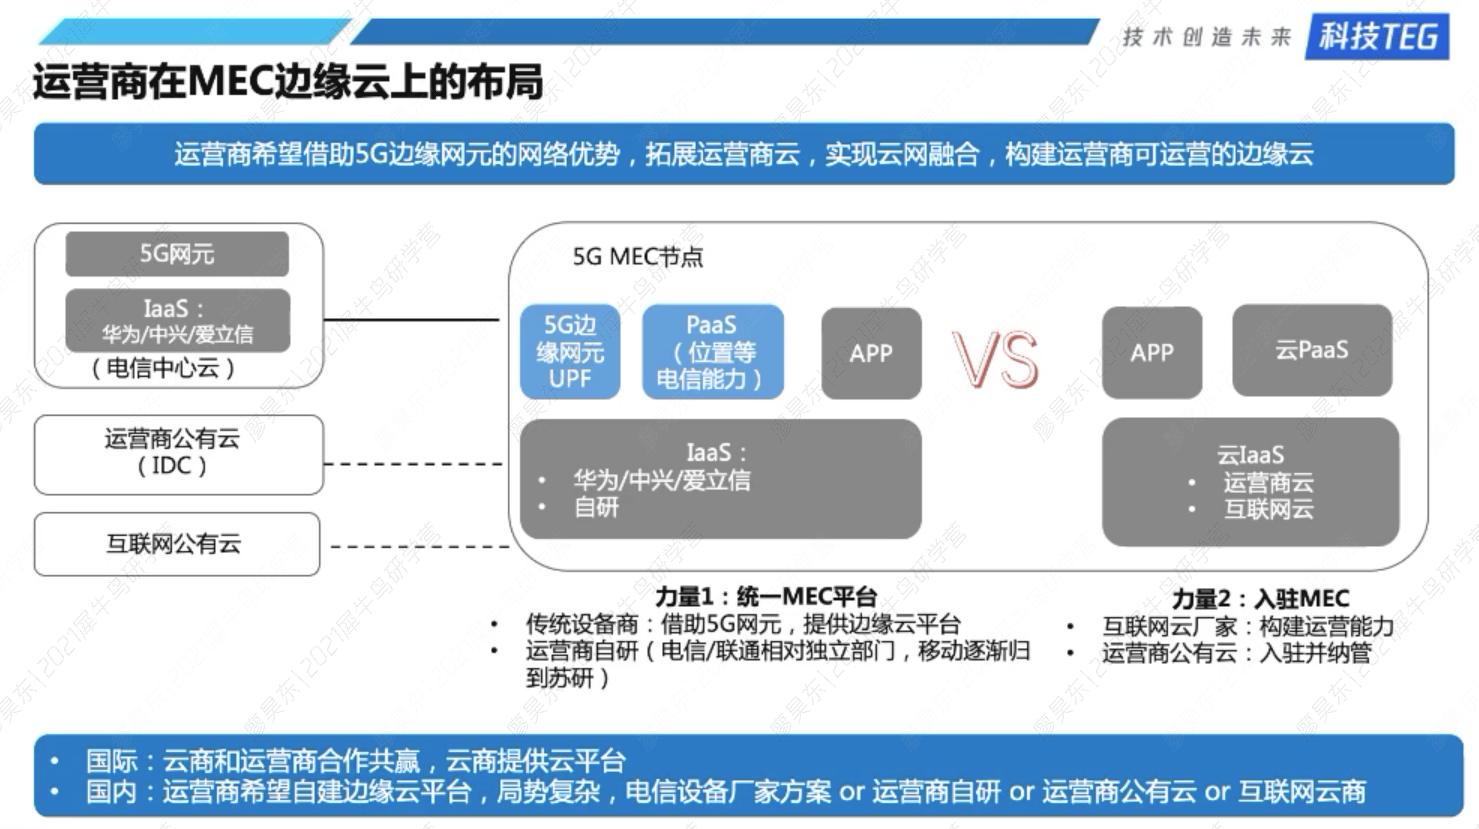 技术创造未来
科技TEG
运营商在MEC边缘云上的布局
运营商希望借助5G边缘网元的网络优势，拓展运营商云，实现云网融合，构建运营商可运营的边缘云
5G网元
IaaS：
华为/中兴/爱立信
（电信中心云）
运营商公有云
（IDC）
互联网公有云
5G MEC节点
5G边
缘网元
UPF
PaaS
（位置等
电信能力）
APP
IaaS：
• 华为/中兴/爱立信
• 自研
VS
APP
云PaaS
云IaaS
• 运营商云
• 互联网云
力量1：统一MEC平台
• 传统设备商：借助5G网元，提供边缘云平台
• 运营商自研（电信/联通相对独立部门，移动逐渐归
到苏研）
力量2：入驻MEC
• 互联网云厂家：构建运营能力
• 运营商公有云：入驻并纳管
• 国际：云商和运营商合作共赢，云商提供云平台
• 国内：运营商希望自建边缘云平台，局势复杂，电信设备厂家方案 or 运营商自研 or 运营商公有云 or 互联网云商
廖昊东|2021犀牛鸟研学营